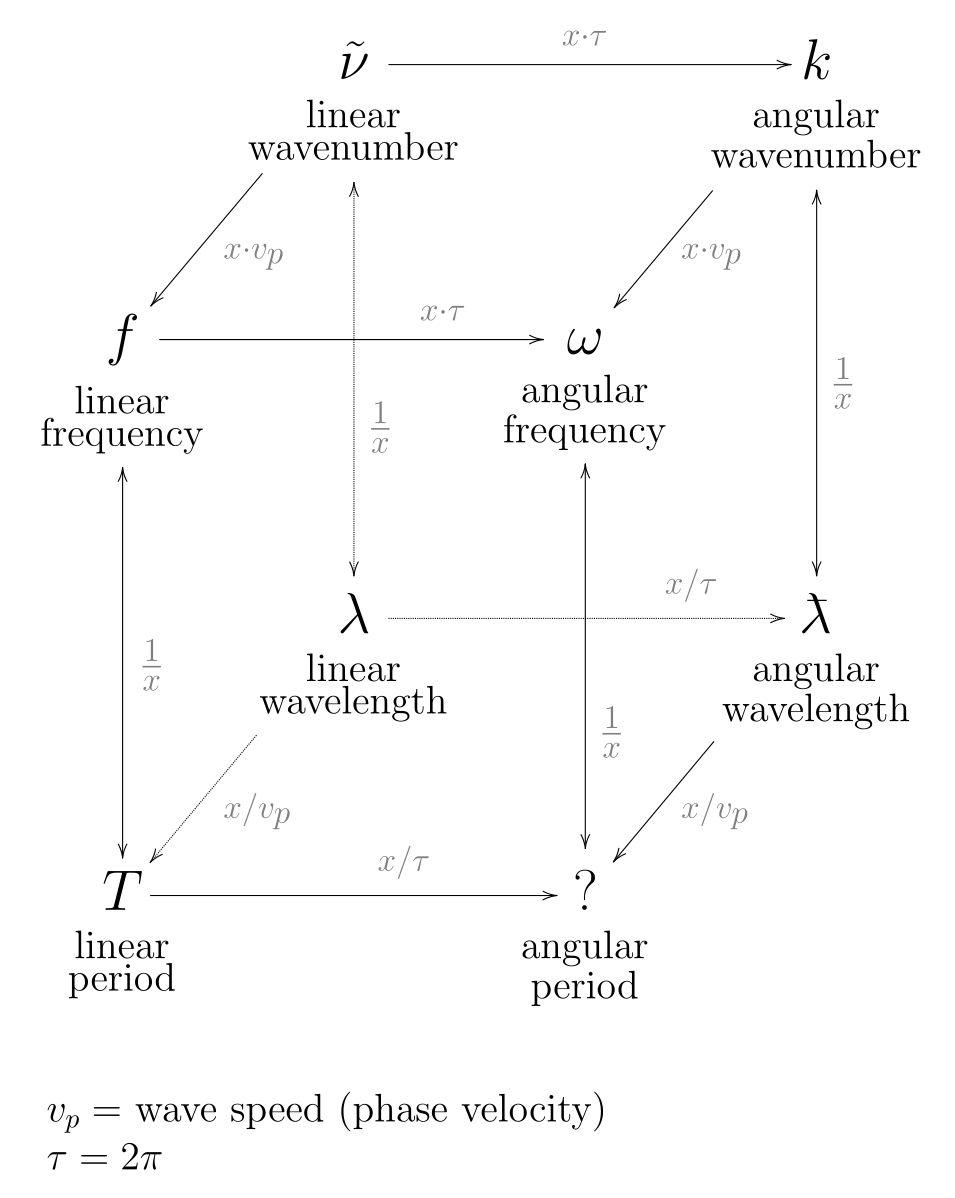 x·τ
ν̃
k
linear
wavenumber
angular
wavenumber
x·v_p
x·v_p
x·τ
f
ω
linear
frequency
angular
frequency
1/x
1/x
x/τ
λ
ƛ
linear
wavelength
angular
wavelength
1/x
1/x
x/v_p
x/v_p
x/τ
T
?
linear
period
angular
period
v_p = wave speed (phase velocity)
τ = 2π